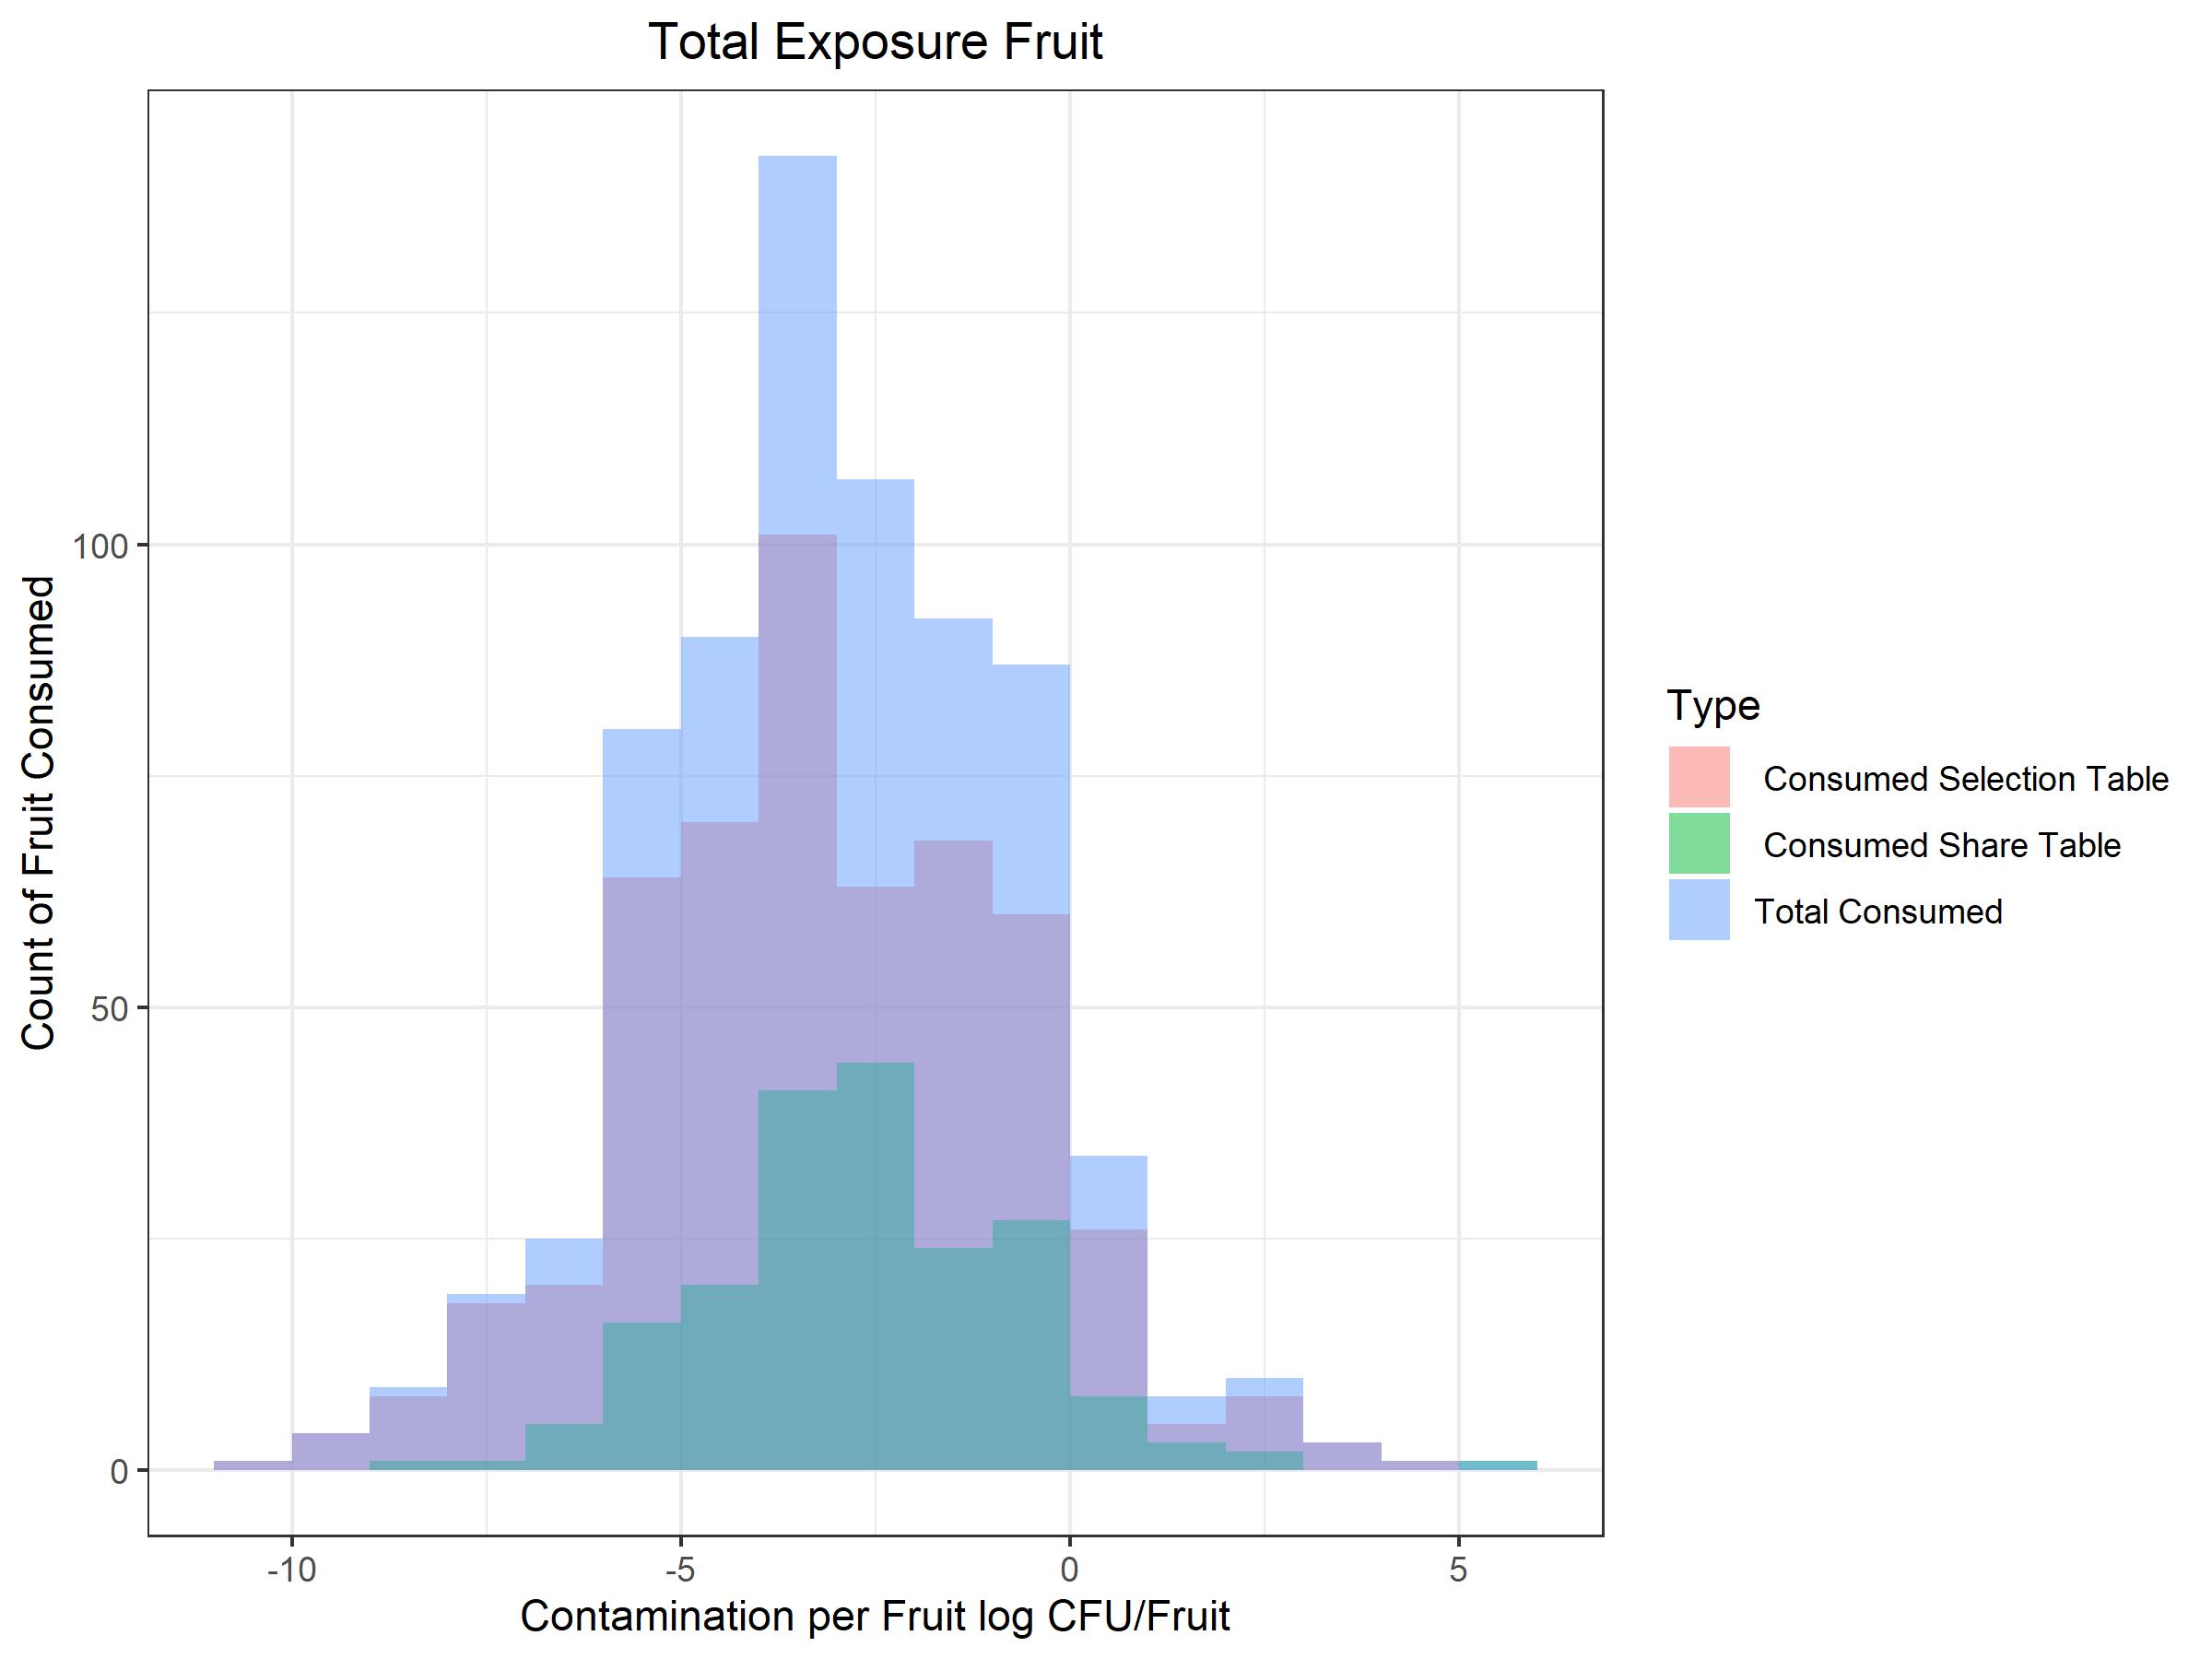 Total Exposure Fruit
Count of Fruit Consumed
100
50
0
-10
-5
0
5
Contamination per Fruit log CFU/Fruit
Type
Consumed Selection Table
Consumed Share Table
Total Consumed